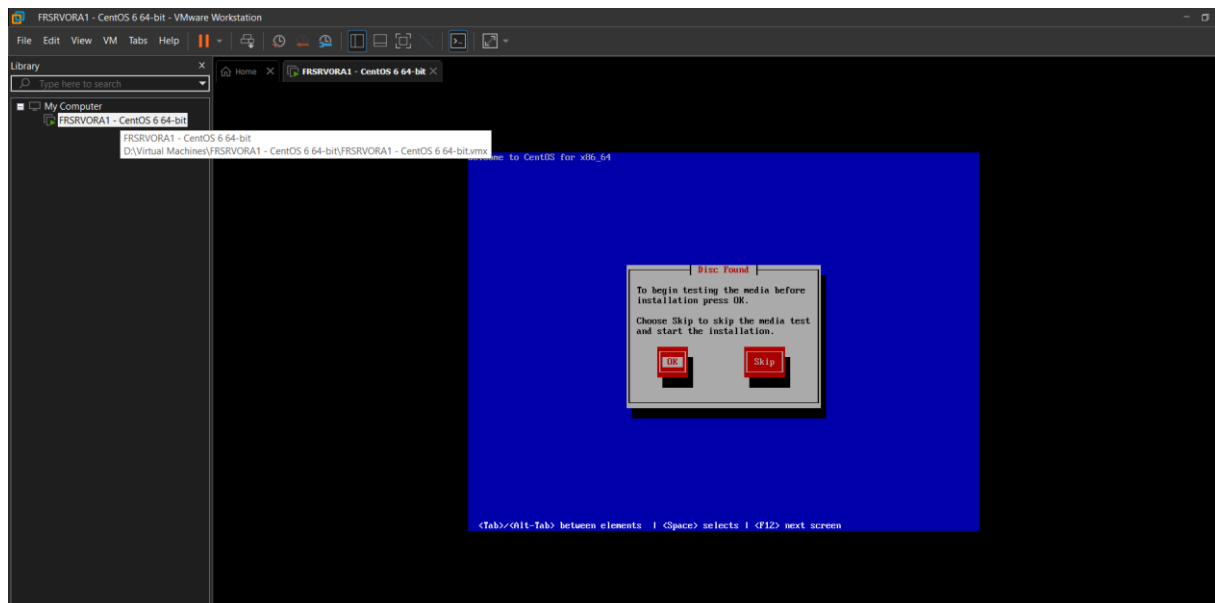 FRSRVORA1 - CentOS 6 64-bit - VMware Workstation
File Edit View VM Tabs Help
Library
Type here to search
My Computer
FRSRVORA1 - CentOS 6 64-bit
FRSRVORA1 - CentOS 6 64-bit
D:\Virtual Machines\FRSRVORA1 - CentOS 6 64-bit\FRSRVORA1 - CentOS 6 64-bit.vmx
Home
FRSRVORA1 - CentOS 6 64-bit
to CentOS for x86_64
Disc Found
To begin testing the media before
installation press OK.
Choose Skip to skip the media test
and start the installation.
OK
Skip
<Tab>/<Alt-Tab> between elements | <Space> selects | <F12> next screen